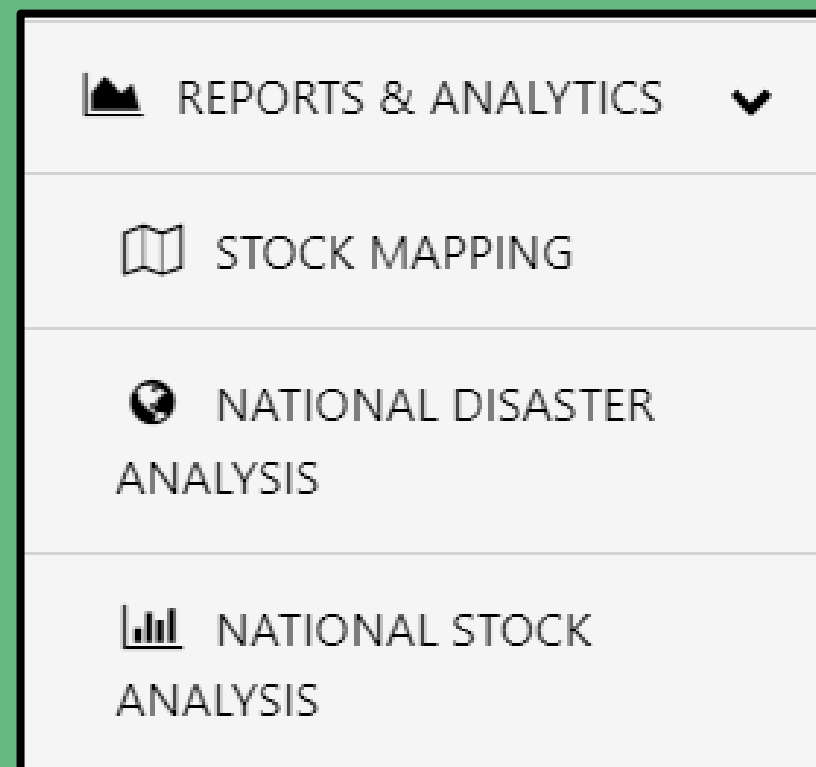 REPORTS & ANALYTICS
STOCK MAPPING
NATIONAL DISASTER
ANALYSIS
NATIONAL STOCK
ANALYSIS